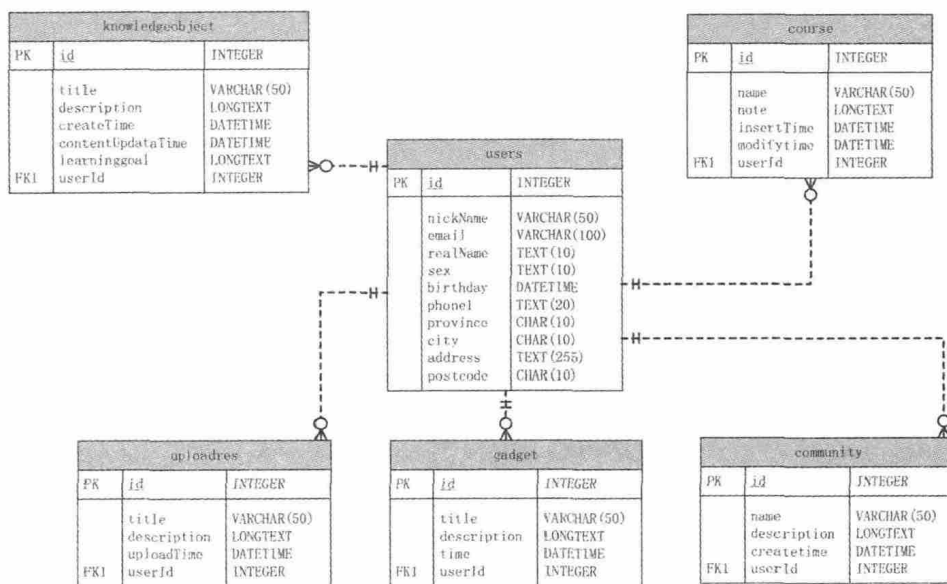 knowledgeobject
PK id INTEGER
title VARCHAR(50)
description LONGTEXT
createTime DATETIME
contentUpdataTime DATETIME
learninggoal LONGTEXT
FK1 userId INTEGER
course
PK id INTEGER
name VARCHAR(50)
note LONGTEXT
insertTime DATETIME
modifytime DATETIME
FK1 userId INTEGER
users
PK id INTEGER
nickName VARCHAR(50)
email VARCHAR(100)
realName TEXT(10)
sex TEXT(10)
birthday DATETIME
phone1 TEXT(20)
province CHAR(10)
city CHAR(10)
address TEXT(255)
postcode CHAR(10)
uploadres
PK id INTEGER
title VARCHAR(50)
description LONGTEXT
uploadTime DATETIME
FK1 userId INTEGER
gadget
PK id INTEGER
title VARCHAR(50)
description LONGTEXT
time DATETIME
FK1 userId INTEGER
community
PK id INTEGER
name VARCHAR(50)
description LONGTEXT
createtime DATETIME
FK1 userId INTEGER